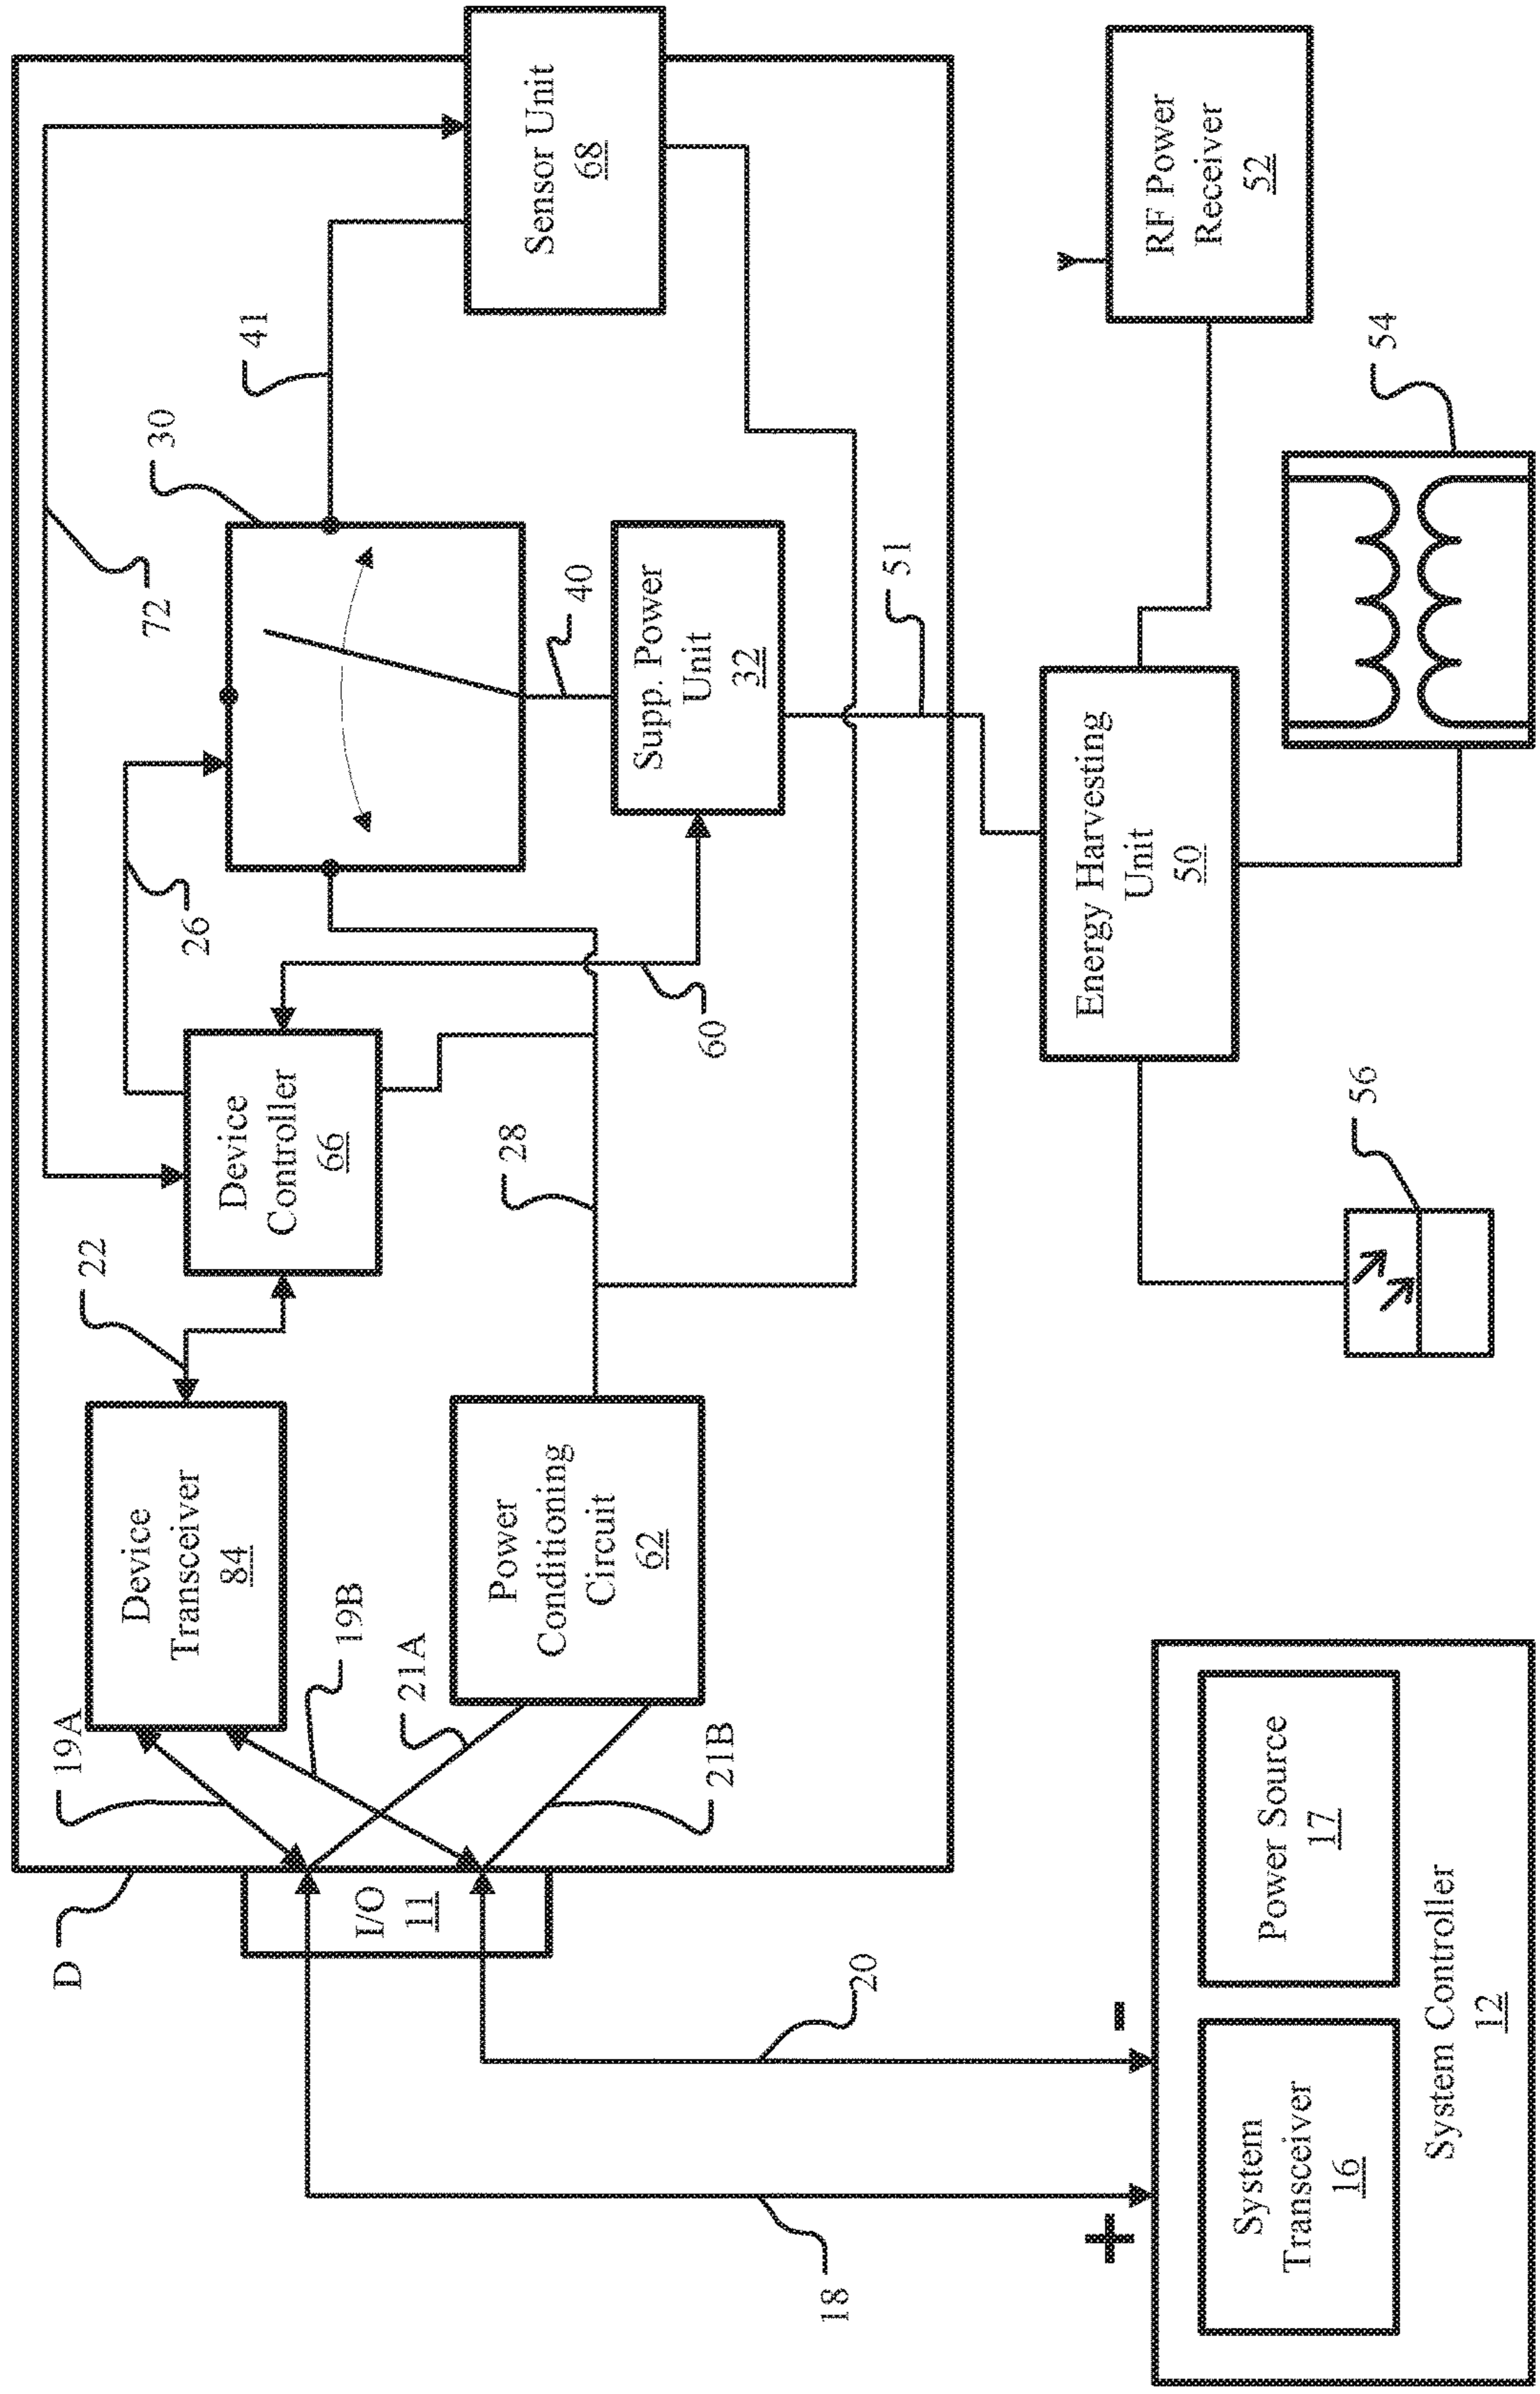 72
26
30
41
Sensor Unit
68
22
Device
Controller
66
Device
Transceiver
84
19A
19B
21A
21B
Power
Conditioning
Circuit
62
28
60
40
Supp. Power
Unit
32
51
D
I/O
11
18
20
+
-
System
Transceiver
16
Power Source
17
System Controller
12
Energy Harvesting
Unit
50
RF Power
Receiver
52
54
56